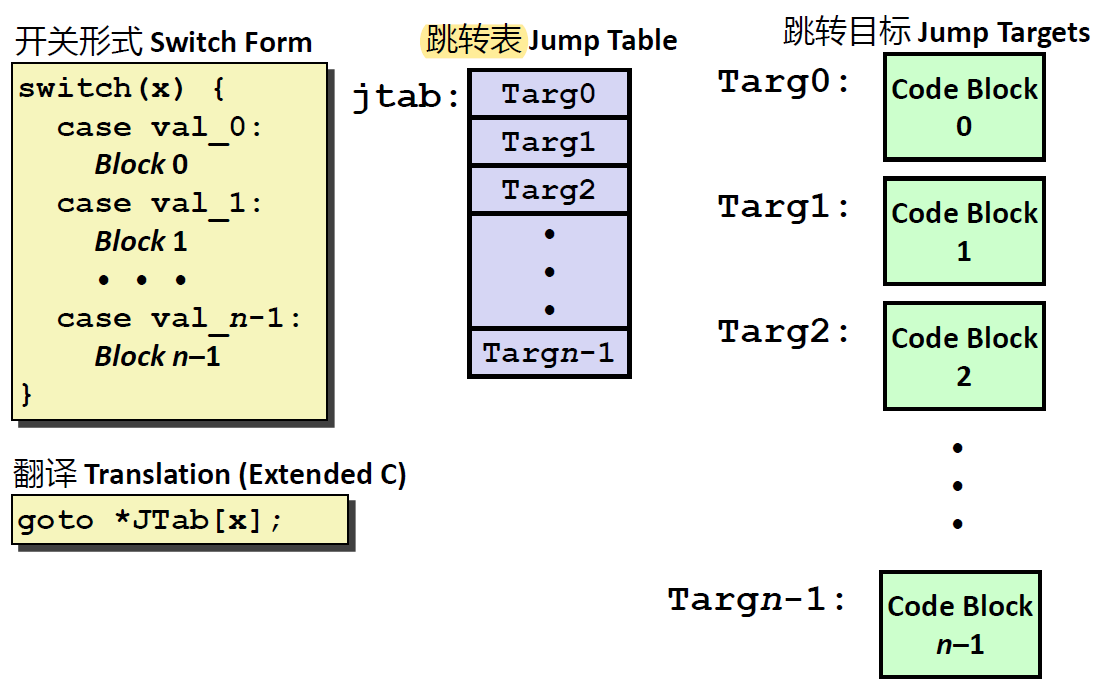 开关形式 Switch Form
switch(x) {
case val_0:
Block 0
case val_1:
Block 1
• • •
case val_n-1:
Block n–1
}
翻译 Translation (Extended C)
goto *JTab[x];
跳转表 Jump Table
jtab:
Targ0
Targ1
Targ2
•
•
•
Targn-1
跳转目标 Jump Targets
Targ0:
Code Block
0
Targ1:
Code Block
1
Targ2:
Code Block
2
•
•
•
Targn-1:
Code Block
n–1